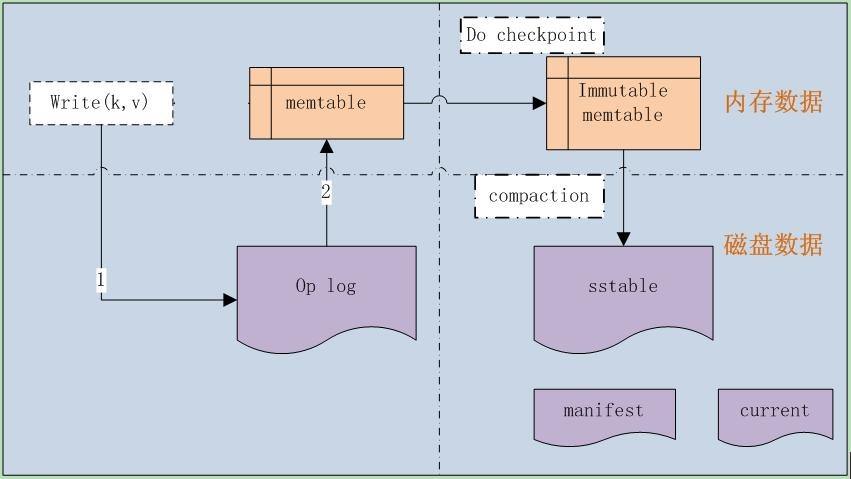 Do checkpoint
Write(k,v)
memtable
Immutable
memtable
内存数据
2
compaction
磁盘数据
1
Op log
sstable
manifest
current